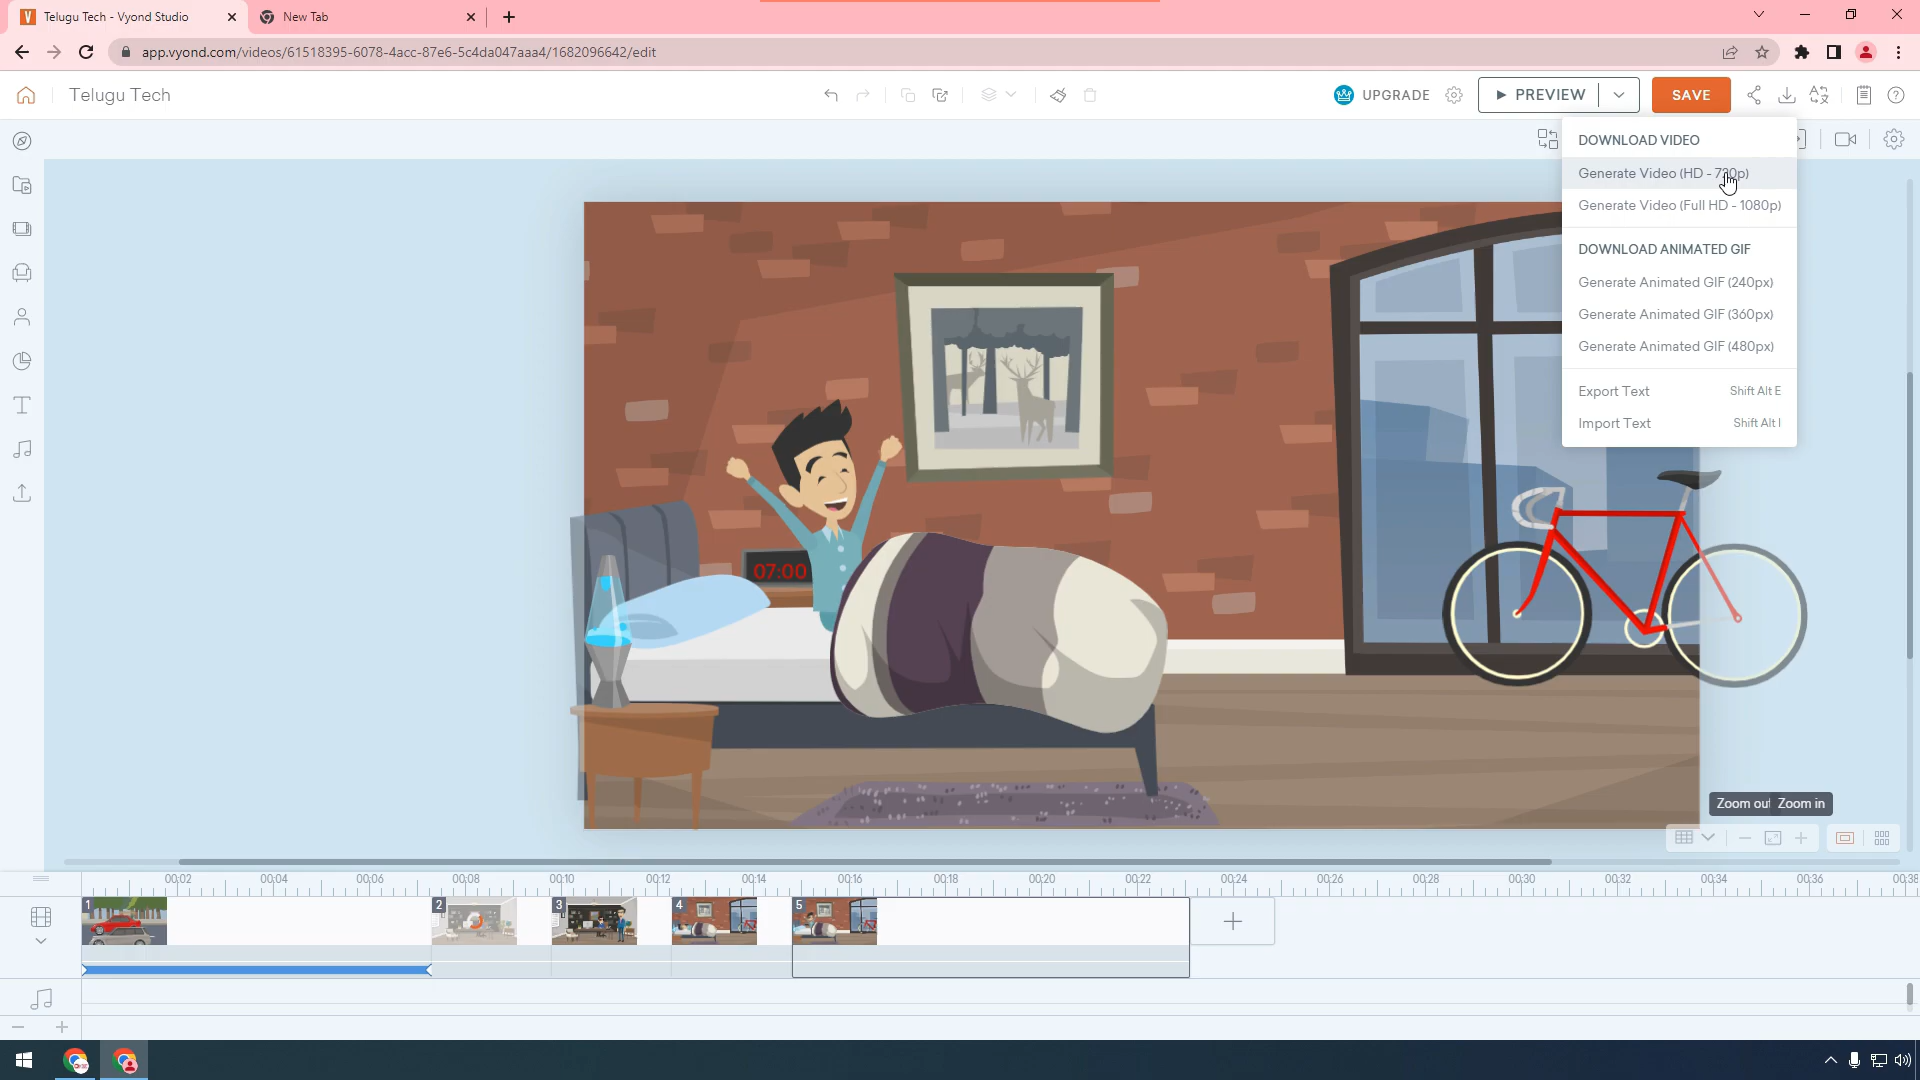 Telugu Tech - Vyond Studio
New Tab
app.vyond.com/videos/61518395-6078-4acc-87e6-5c4da047aaa4/1682096642/edit
Telugu Tech
UPGRADE
PREVIEW
SAVE
DOWNLOAD VIDEO
Generate Video (HD - 720p)
Generate Video (Full HD - 1080p)
DOWNLOAD ANIMATED GIF
Generate Animated GIF (240px)
Generate Animated GIF (360px)
Generate Animated GIF (480px)
Export Text Shift Alt E
Import Text Shift Alt I
07:00
Zoom out Zoom in
00:02 00:04 00:06 00:08 00:10 00:12 00:14 00:16 00:18 00:20 00:22 00:24 00:26 00:28 00:30 00:32 00:34 00:36 00:38
1 2 3 4 5